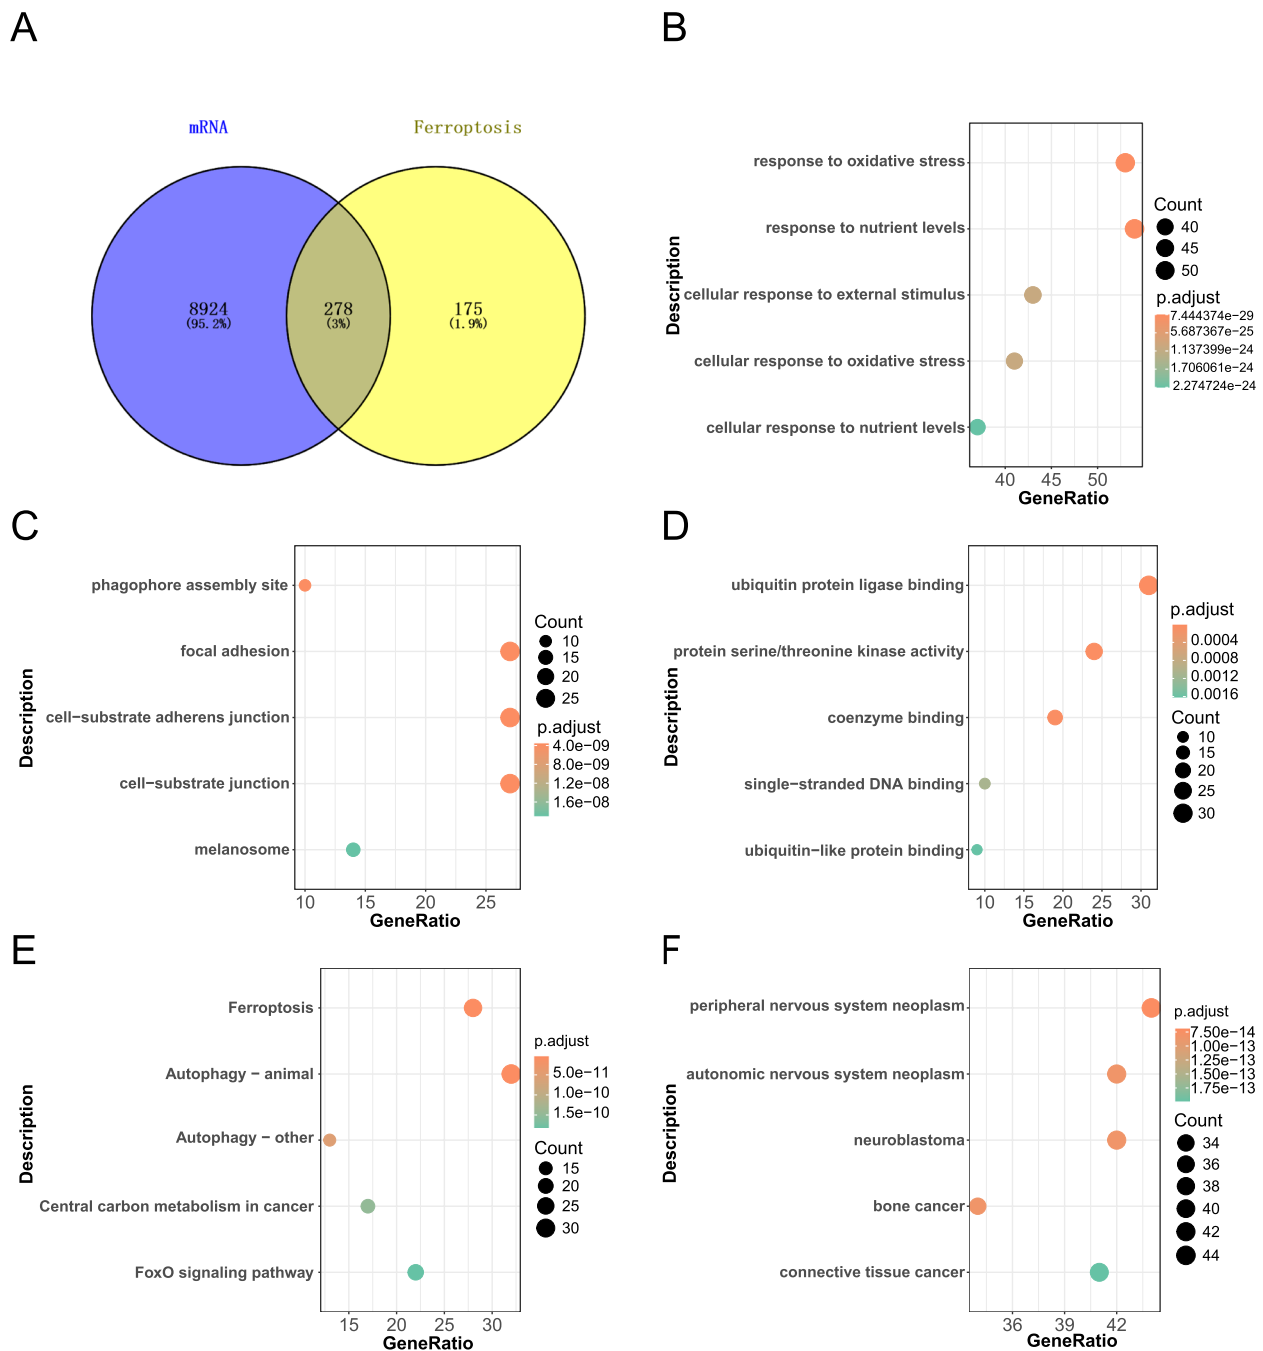 A
mRNA
Ferroptosis
8924
(95.2%)
278
(3%)
175
(1.9%)
B
Description
response to oxidative stress
response to nutrient levels
cellular response to external stimulus
cellular response to oxidative stress
cellular response to nutrient levels
40 45 50
GeneRatio
Count
40
45
50
p.adjust
7.444374e−29
5.687367e−25
1.137399e−24
1.706061e−24
2.274724e−24
C
Description
phagophore assembly site
focal adhesion
cell−substrate adherens junction
cell−substrate junction
melanosome
10 15 20 25
GeneRatio
Count
10
15
20
25
p.adjust
4.0e−09
8.0e−09
1.2e−08
1.6e−08
D
Description
ubiquitin protein ligase binding
protein serine/threonine kinase activity
coenzyme binding
single−stranded DNA binding
ubiquitin−like protein binding
10 15 20 25 30
GeneRatio
p.adjust
0.0004
0.0008
0.0012
0.0016
Count
10
15
20
25
30
E
Description
Ferroptosis
Autophagy − animal
Autophagy − other
Central carbon metabolism in cancer
FoxO signaling pathway
15 20 25 30
GeneRatio
p.adjust
5.0e−11
1.0e−10
1.5e−10
Count
15
20
25
30
F
Description
peripheral nervous system neoplasm
autonomic nervous system neoplasm
neuroblastoma
bone cancer
connective tissue cancer
36 39 42
GeneRatio
p.adjust
7.50e−14
1.00e−13
1.25e−13
1.50e−13
1.75e−13
Count
34
36
38
40
42
44